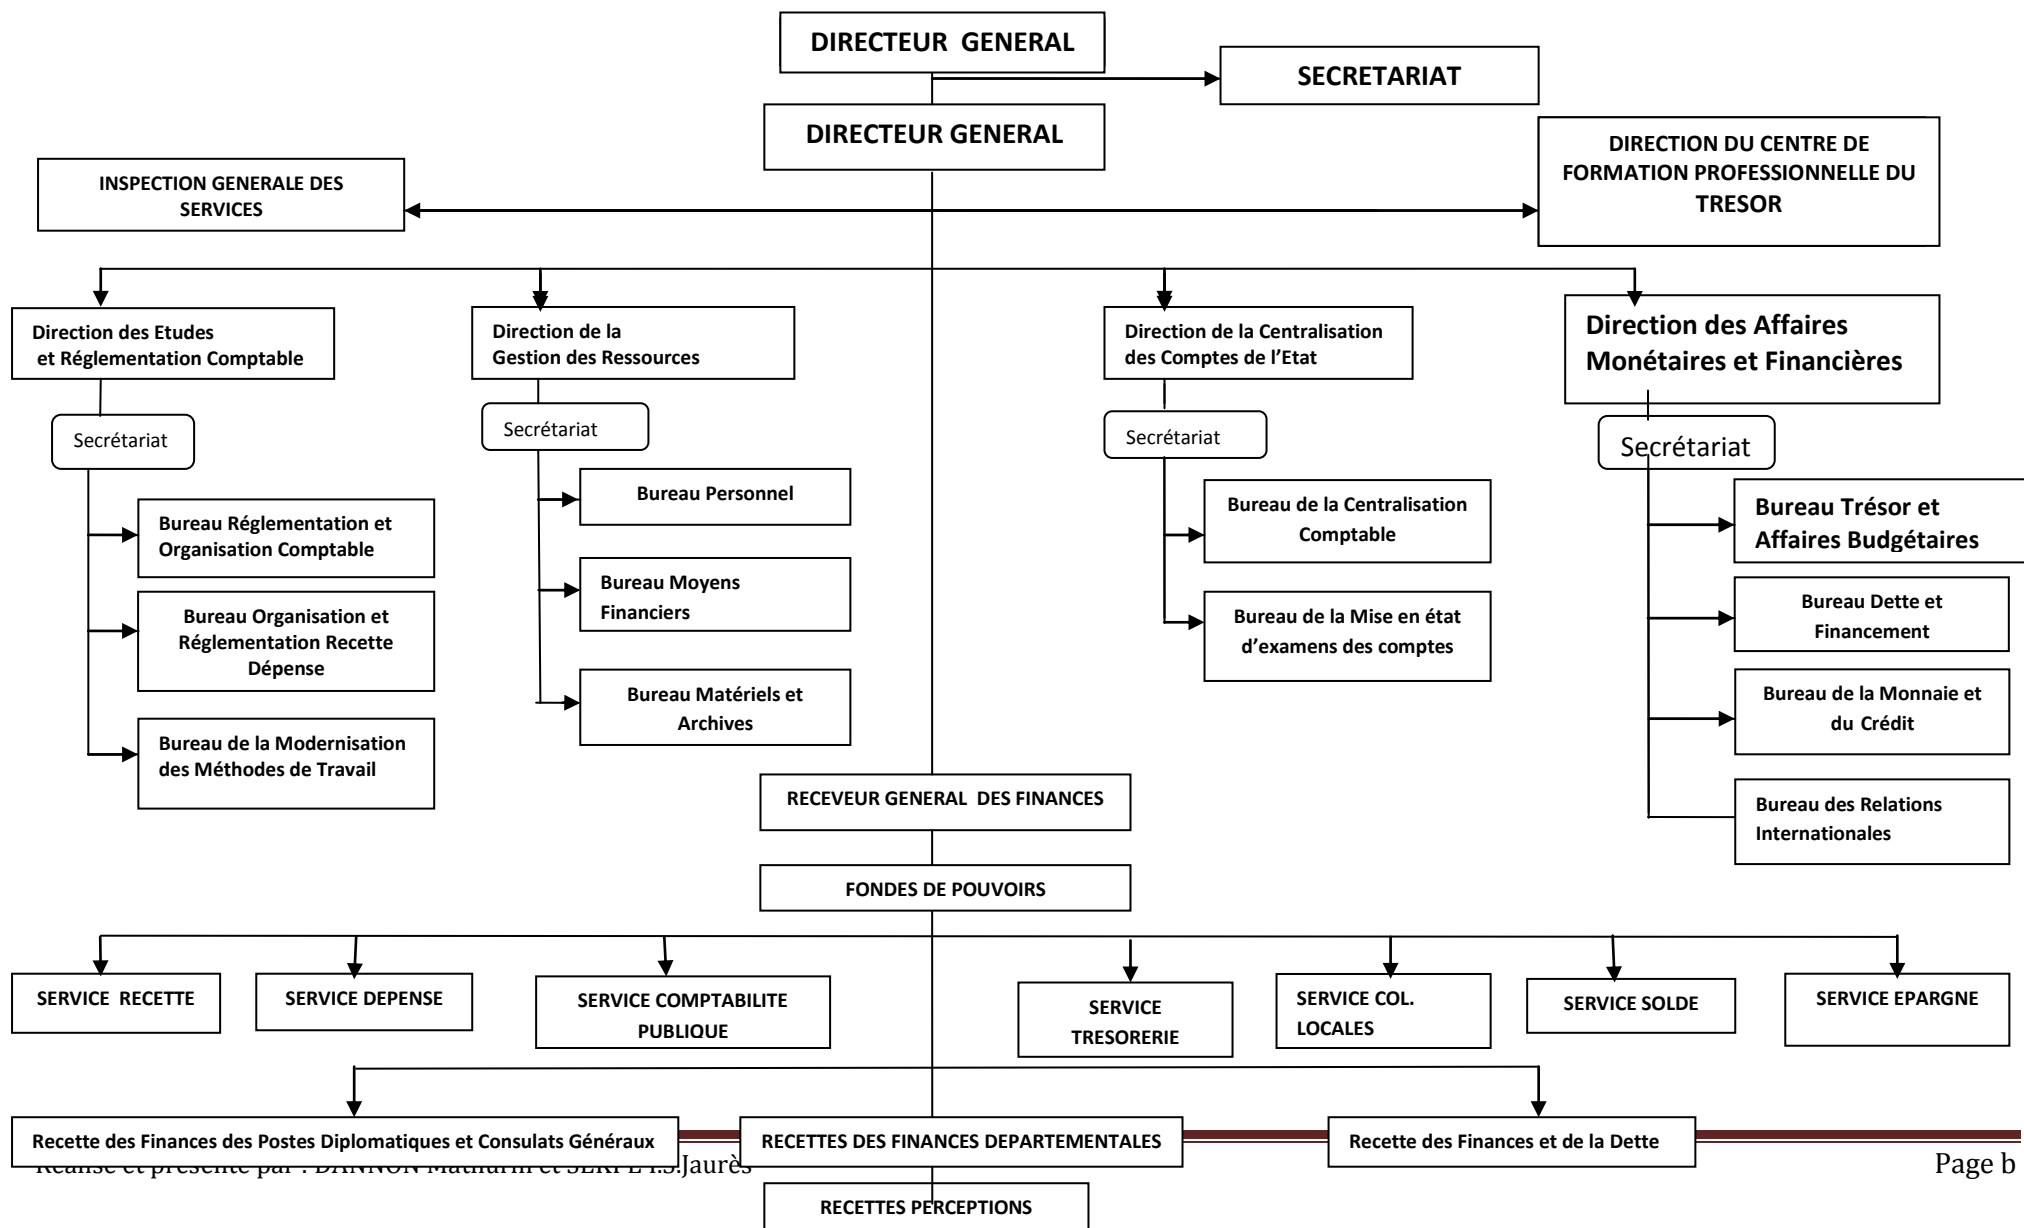 DIRECTEUR GENERAL
SECRETARIAT
DIRECTEUR GENERAL
INSPECTION GENERALE DES
SERVICES
DIRECTION DU CENTRE DE
FORMATION PROFESSIONNELLE DU
TRESOR
Direction des Etudes
et Réglementation Comptable
Direction de la
Gestion des Ressources
Direction de la Centralisation
des Comptes de l’Etat
Direction des Affaires
Monétaires et Financières
Secrétariat
Secrétariat
Secrétariat
Secrétariat
Bureau Réglementation et
Organisation Comptable
Bureau Organisation et
Réglementation Recette
Dépense
Bureau de la Modernisation
des Méthodes de Travail
Bureau Personnel
Bureau Moyens
Financiers
Bureau Matériels et
Archives
Bureau de la Centralisation
Comptable
Bureau de la Mise en état
d’examens des comptes
Bureau Trésor et
Affaires Budgétaires
Bureau Dette et
Financement
Bureau de la Monnaie et
du Crédit
Bureau des Relations
Internationales
RECEVEUR GENERAL DES FINANCES
FONDES DE POUVOIRS
SERVICE RECETTE
SERVICE DEPENSE
SERVICE COMPTABILITE
PUBLIQUE
SERVICE
TRESORERIE
SERVICE COL.
LOCALES
SERVICE SOLDE
SERVICE EPARGNE
Recette des Finances des Postes Diplomatiques et Consulats Généraux
RECETTES DES FINANCES DEPARTEMENTALES
Recette des Finances et de la Dette
Réalisé et présenté par : DANNON Mathurin et Jaurès
Page b
RECETTES PERCEPTIONS